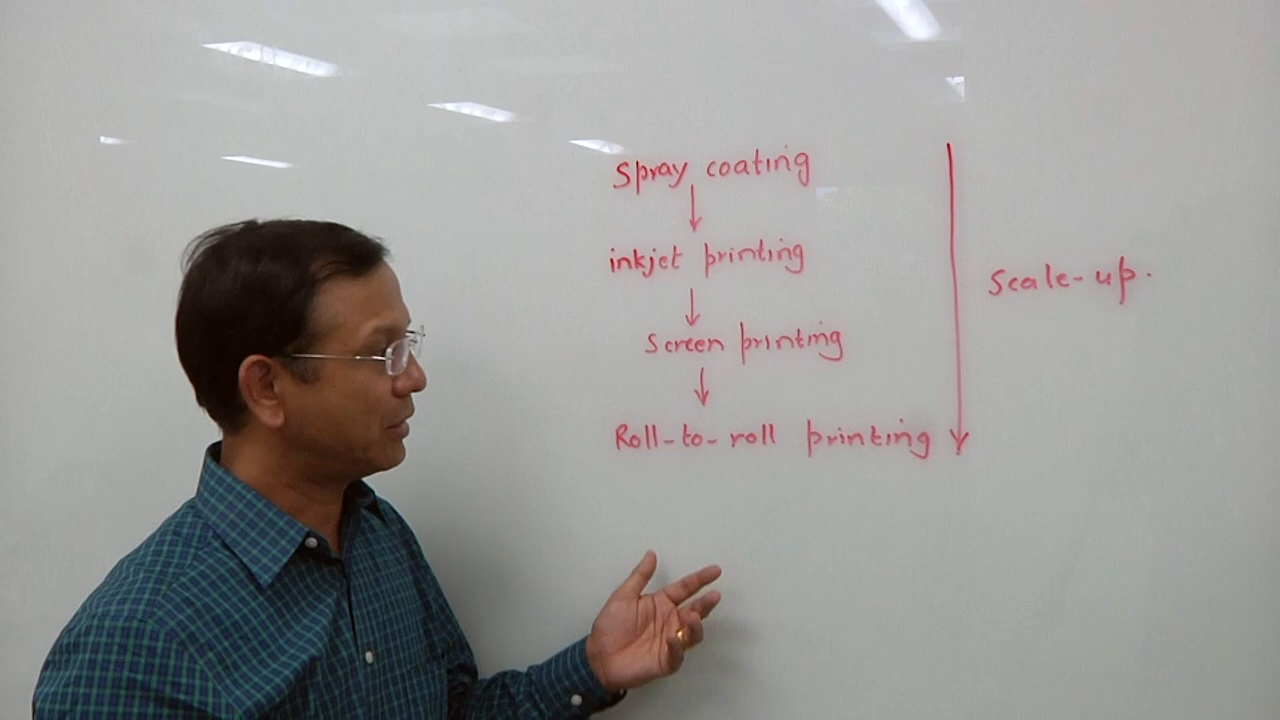 Spray coating
inkjet printing
Screen printing
Roll-to-roll printing
Scale-up.